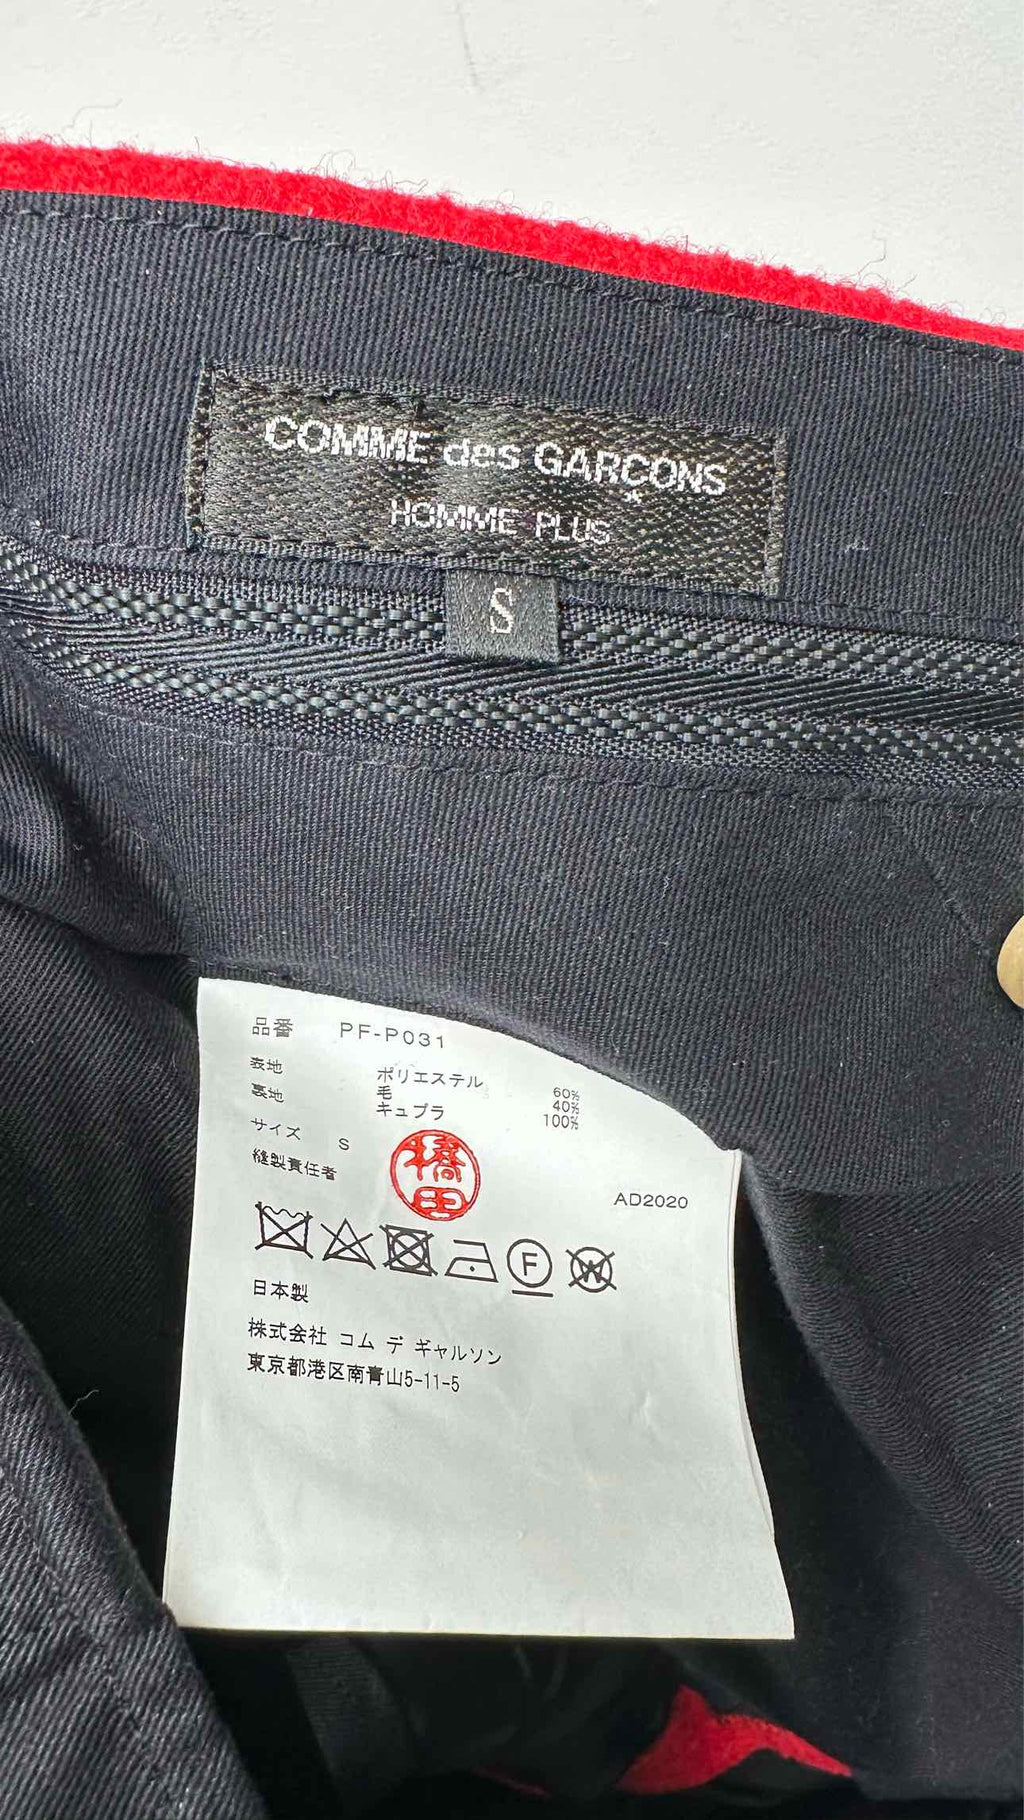 COMME des GARÇONS
HOMME PLUS
S
品番 PF-P031
表地 ポリエステル 60%
毛 40%
裏地 キュプラ 100%
サイズ S
縫製責任者 橋田
AD2020
F W
日本製
株式会社 コム デ ギャルソン
東京都港区南青山5-11-5